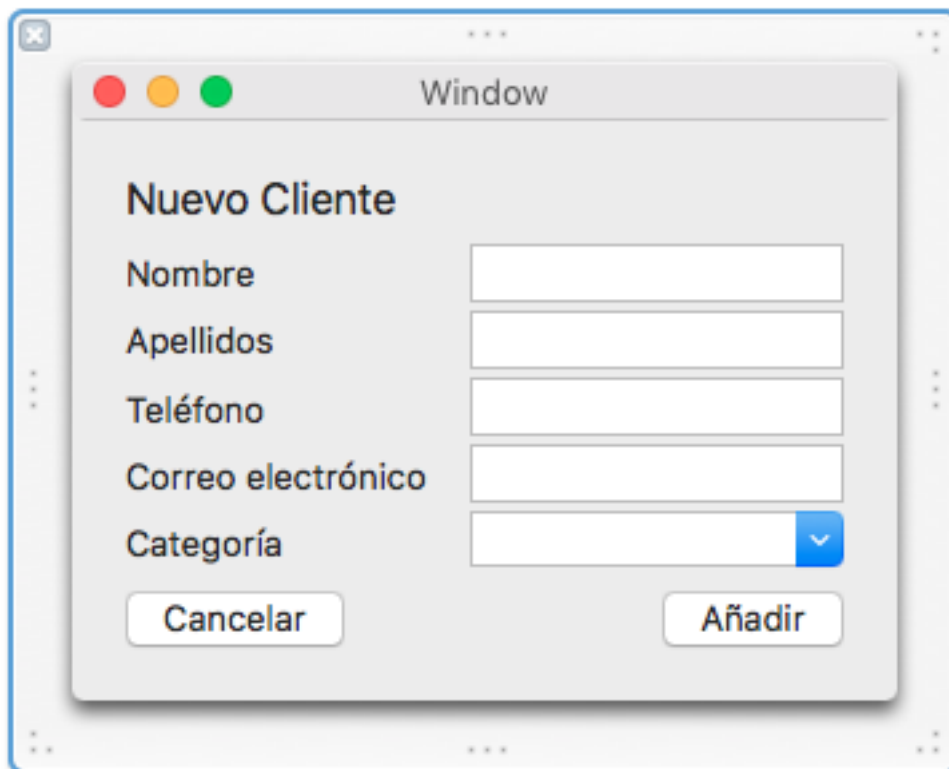 Window
Nuevo Cliente
Nombre
Apellidos
Teléfono
Correo electrónico
Categoría
Cancelar Añadir